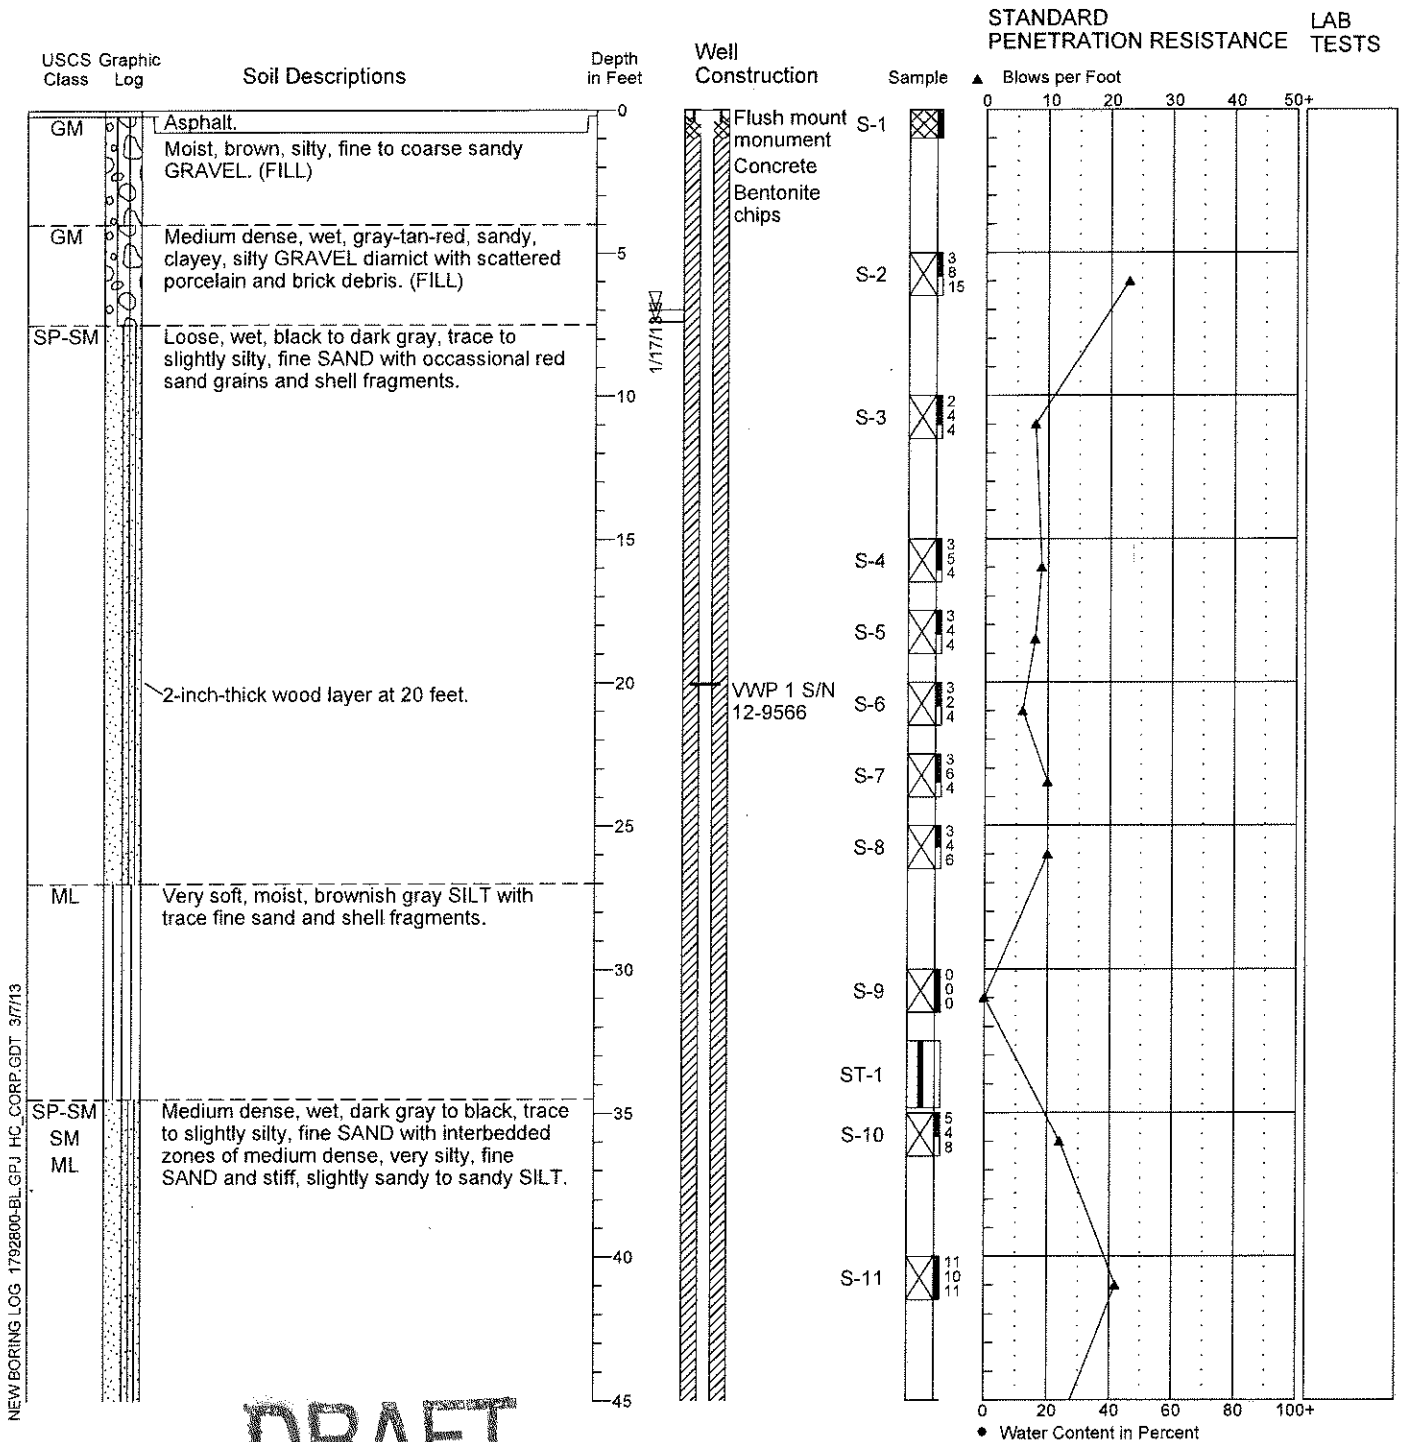 STANDARD
PENETRATION RESISTANCE
LAB
TESTS
USCS Class
Graphic Log
Soil Descriptions
Depth
in Feet
Well
Construction
Sample
▲ Blows per Foot
0 10 20 30 40 50+
GM
Asphalt.
Moist, brown, silty, fine to coarse sandy
GRAVEL. (FILL)
0
Flush mount
monument
Concrete
Bentonite
chips
S-1
GM
Medium dense, wet, gray-tan-red, sandy,
clayey, silty GRAVEL diamict with scattered
porcelain and brick debris. (FILL)
5
S-2
3
8
15
1/17/13
SP-SM
Loose, wet, black to dark gray, trace to
slightly silty, fine SAND with occassional red
sand grains and shell fragments.
10
S-3
2
4
4
15
S-4
3
5
4
S-5
3
4
4
2-inch-thick wood layer at 20 feet.
20
VWP 1 S/N
12-9566
S-6
3
2
4
S-7
3
6
4
25
S-8
3
4
6
ML
Very soft, moist, brownish gray SILT with
trace fine sand and shell fragments.
30
S-9
0
0
0
ST-1
SP-SM
SM
ML
Medium dense, wet, dark gray to black, trace
to slightly silty, fine SAND with interbedded
zones of medium dense, very silty, fine
SAND and stiff, slightly sandy to sandy SILT.
35
S-10
5
4
8
40
S-11
11
10
11
45
0 20 40 60 80 100+
● Water Content in Percent
NEW BORING LOG 1792800-BL.GPJ HC_CORP.GDT 3/7/13
DRAFT